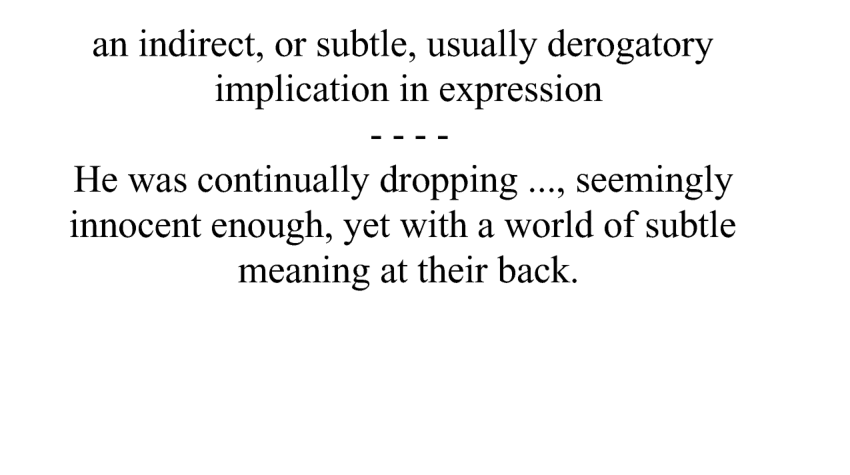 an indirect, or subtle, usually derogatory
implication in expression
- - - -
He was continually dropping ..., seemingly
innocent enough, yet with a world of subtle
meaning at their back.